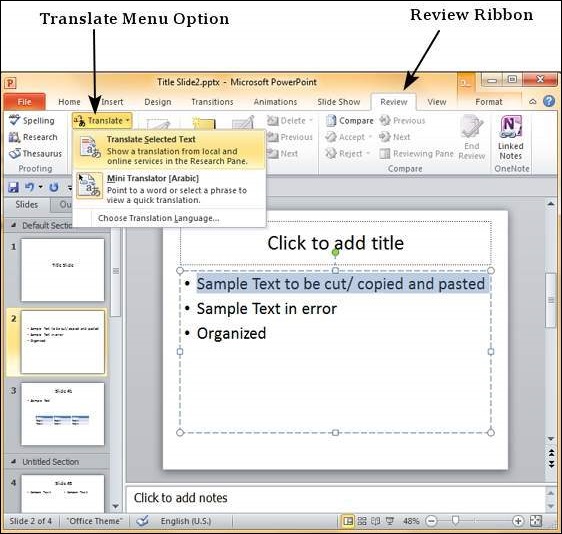 Translate Menu Option
Review Ribbon
Title Slide2.pptx - Microsoft PowerPoint
File Home Insert Design Transitions Animations Slide Show Review View Format
Spelling
Research
Thesaurus
Proofing
Translate
Translate Selected Text
Show a translation from local and
online services in the Research Pane.
Mini Translator [Arabic]
Point to a word or select a phrase to
view a quick translation.
Choose Translation Language...
Delete
Previous
Next
Compare Previous
Accept Next
Reject Reviewing Pane
End
Review
Compare
Linked
Notes
OneNote
Slides Ou
Default Section
1
Title Slide
2
Sample Text to be cut/ copied and pasted
Sample Text in error
Organized
3
Slide #1
Sample Text
Untitled Section
4
Slide #2
Sample Text Sample Text
Click to add title
• Sample Text to be cut/ copied and pasted
• Sample Text in error
• Organized
Click to add notes
Slide 2 of 4 "Office Theme" English (U.S.) 48%